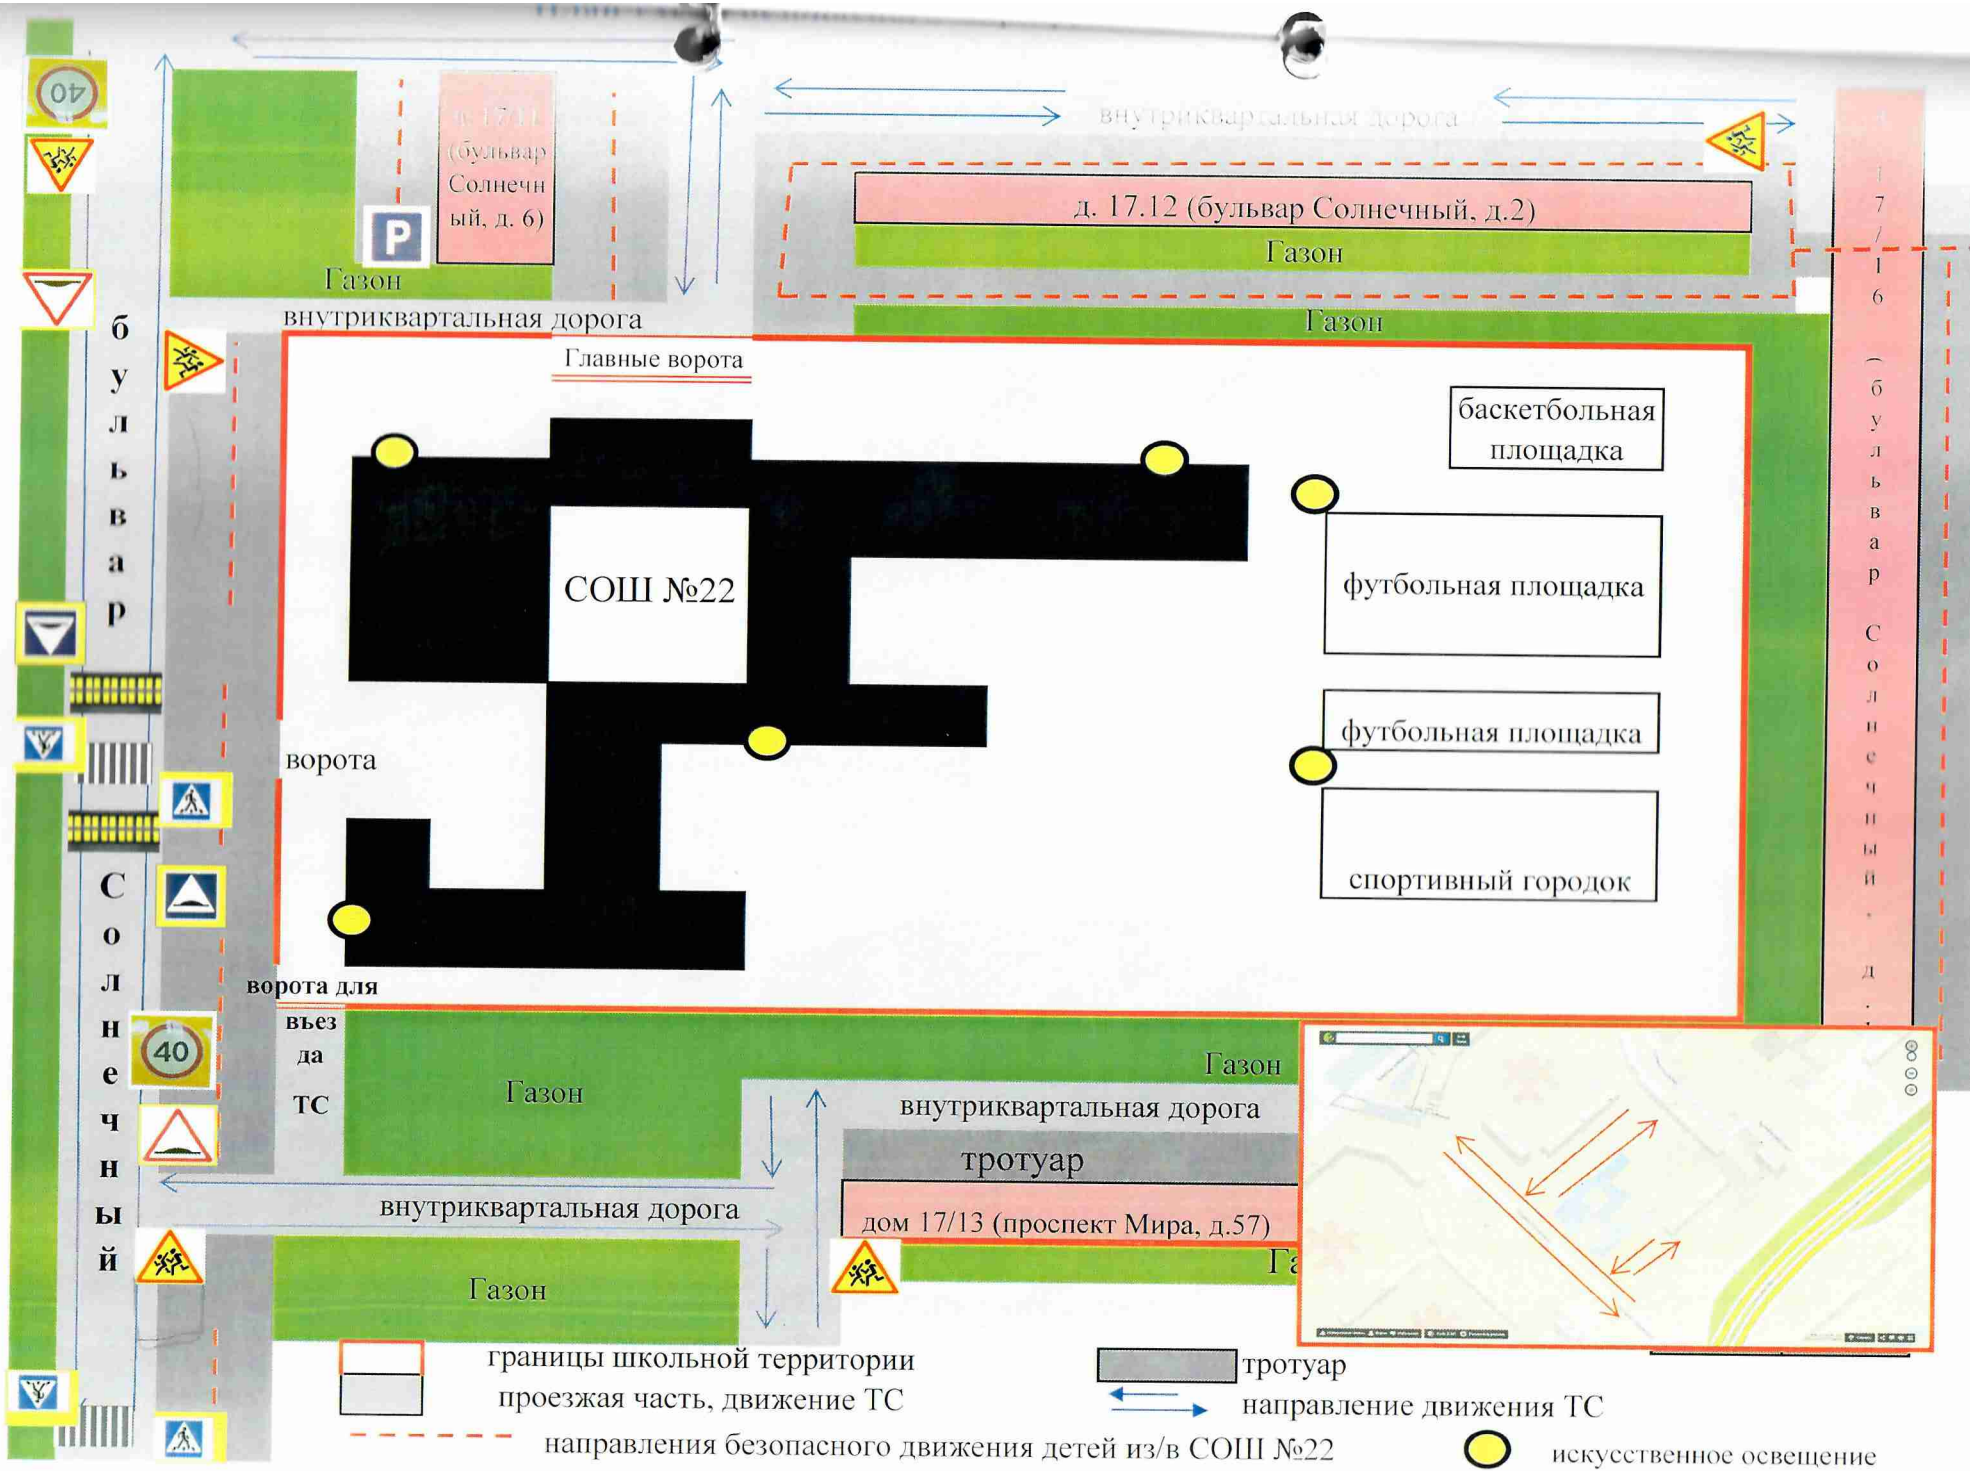 40
(бульвар
Солнечн
ый, д. 6)
P
Газон
внутриквартальная дорога
внутриквартальная дорога
д. 17.12 (бульвар Солнечный, д.2)
Газон
Газон
17/16 (бульвар Солнечный, д.
бульвар Солнечный
Главные ворота
баскетбольная
площадка
СОШ №22
футбольная площадка
футбольная площадка
ворота
спортивный городок
ворота для
въез
да
ТС
40
Газон
Газон
внутриквартальная дорога
тротуар
внутриквартальная дорога
дом 17/13 (проспект Мира, д.57)
Газон
границы школьной территории
проезжая часть, движение ТС
направления безопасного движения детей из/в СОШ №22
тротуар
направление движения ТС
искусственное освещение